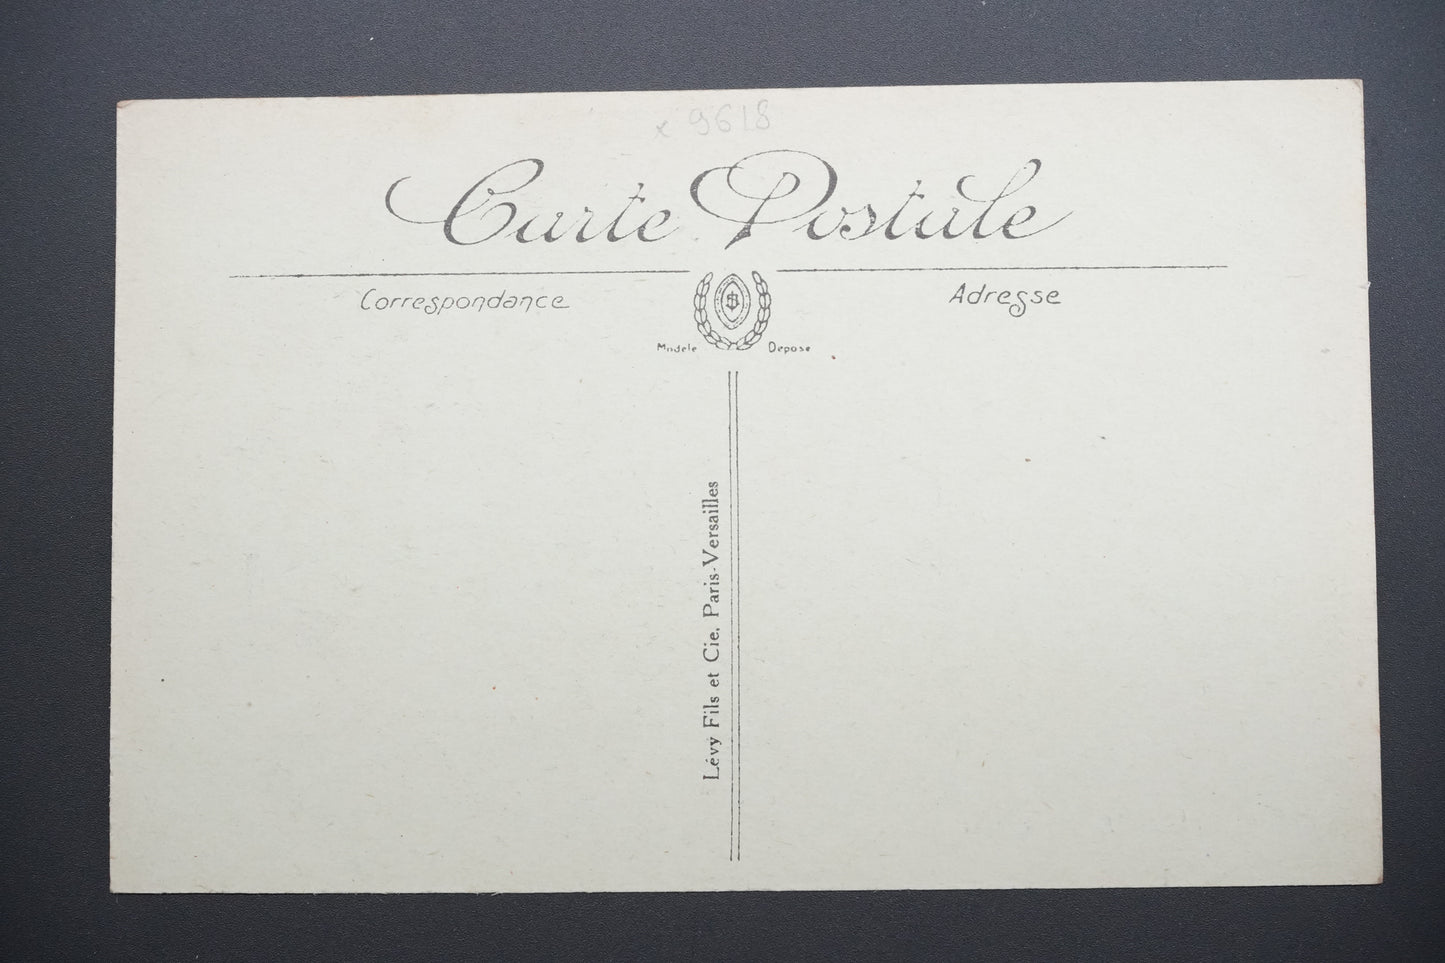 x 9618
Carte Postale
Correspondance
Adresse
Modele Depose
Lévy Fils et Cie, Paris-Versailles